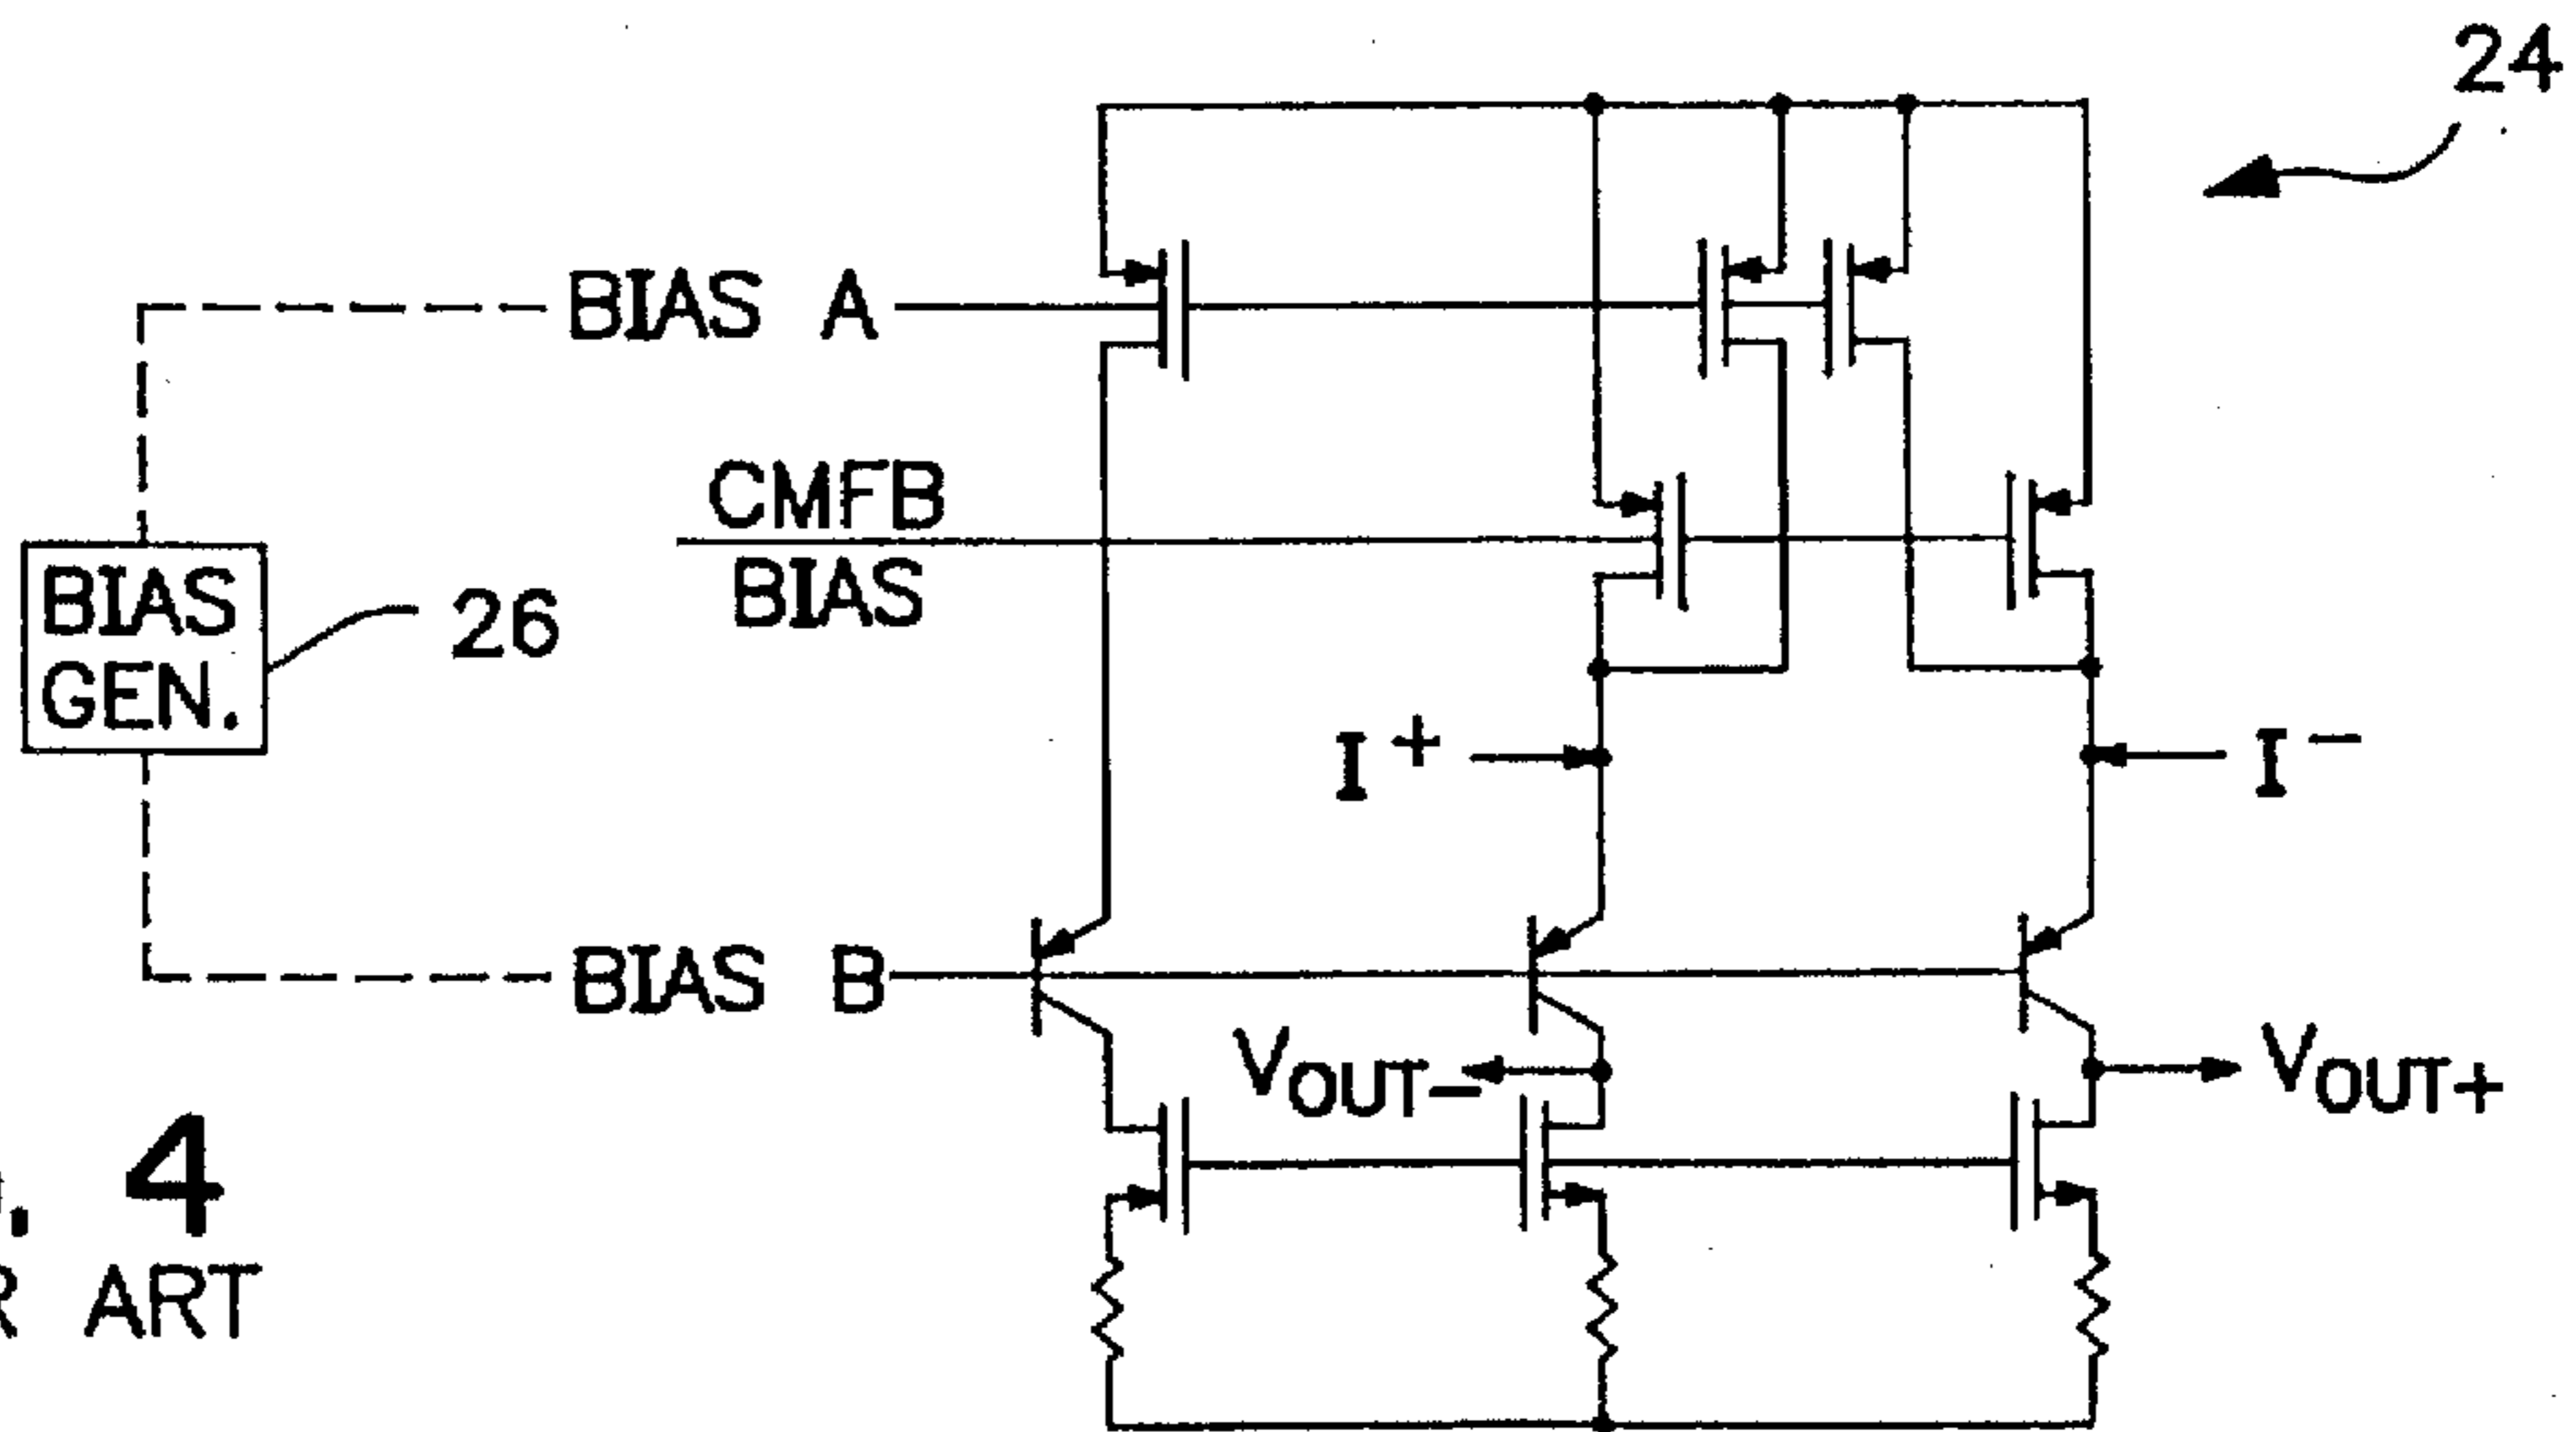 24
BIAS A
CMFB
BIAS
BIAS
GEN.
26
I+
I−
BIAS B
VOUT−
VOUT+
4
ART